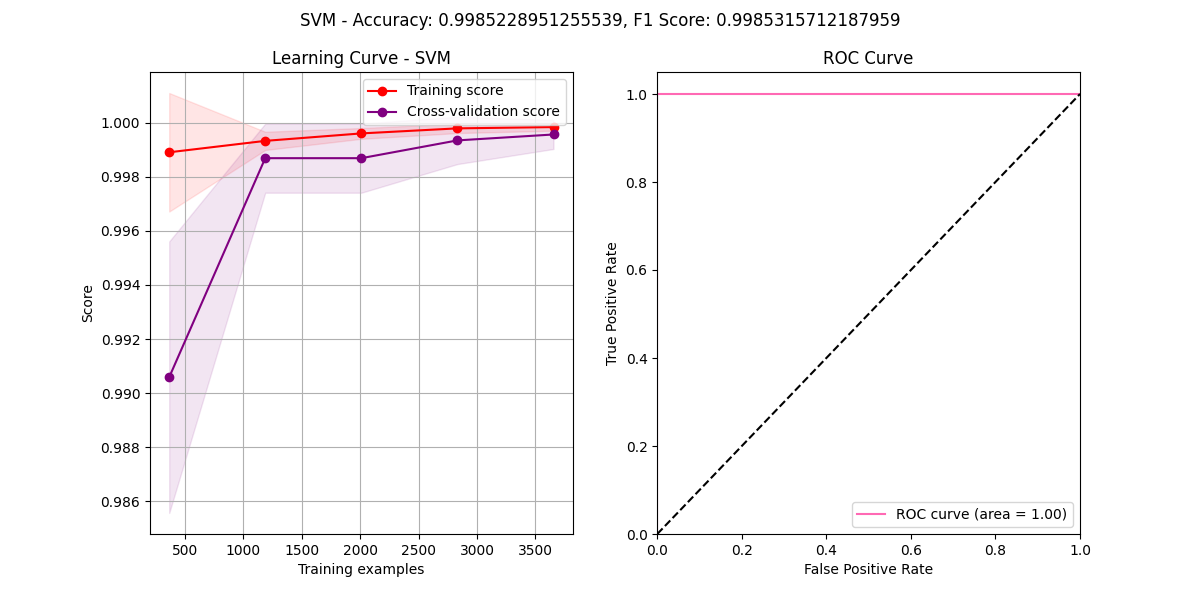 SVM - Accuracy: 0.9985228951255539, F1 Score: 0.9985315712187959
Learning Curve - SVM
Training score
Cross-validation score
1.000
0.998
0.996
0.994
0.992
0.990
0.988
0.986
Score
500 1000 1500 2000 2500 3000 3500
Training examples
ROC Curve
1.0
0.8
0.6
0.4
0.2
0.0
True Positive Rate
ROC curve (area = 1.00)
0.0 0.2 0.4 0.6 0.8 1.0
False Positive Rate